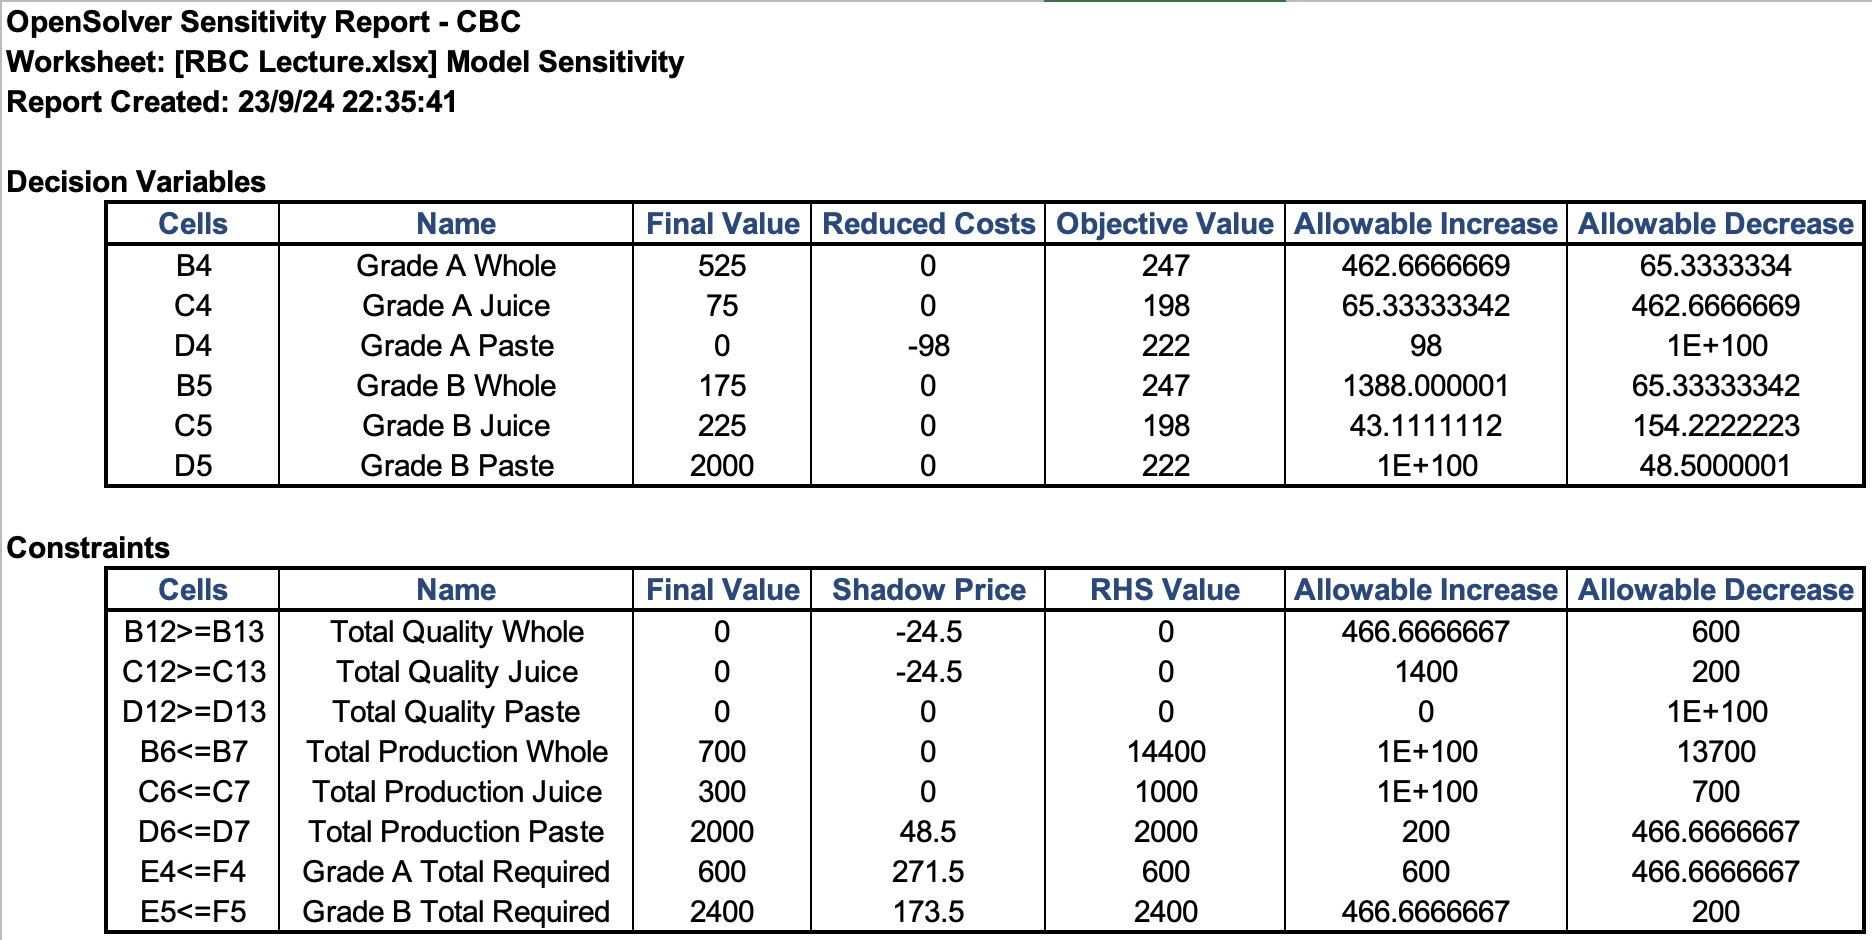 OpenSolver Sensitivity Report - CBC
Worksheet: [RBC Lecture.xlsx] Model Sensitivity
Report Created: 23/9/24 22:35:41
Decision Variables
Cells Name Final Value Reduced Costs Objective Value Allowable Increase Allowable Decrease
B4 Grade A Whole 525 0 247 462.6666669 65.3333334
C4 Grade A Juice 75 0 198 65.33333342 462.6666669
D4 Grade A Paste 0 -98 222 98 1E+100
B5 Grade B Whole 175 0 247 1388.000001 65.33333342
C5 Grade B Juice 225 0 198 43.1111112 154.2222223
D5 Grade B Paste 2000 0 222 1E+100 48.5000001
Constraints
Cells Name Final Value Shadow Price RHS Value Allowable Increase Allowable Decrease
B12>=B13 Total Quality Whole 0 -24.5 0 466.6666667 600
C12>=C13 Total Quality Juice 0 -24.5 0 1400 200
D12>=D13 Total Quality Paste 0 0 0 0 1E+100
B6<=B7 Total Production Whole 700 0 14400 1E+100 13700
C6<=C7 Total Production Juice 300 0 1000 1E+100 700
D6<=D7 Total Production Paste 2000 48.5 2000 200 466.6666667
E4<=F4 Grade A Total Required 600 271.5 600 600 466.6666667
E5<=F5 Grade B Total Required 2400 173.5 2400 466.6666667 200